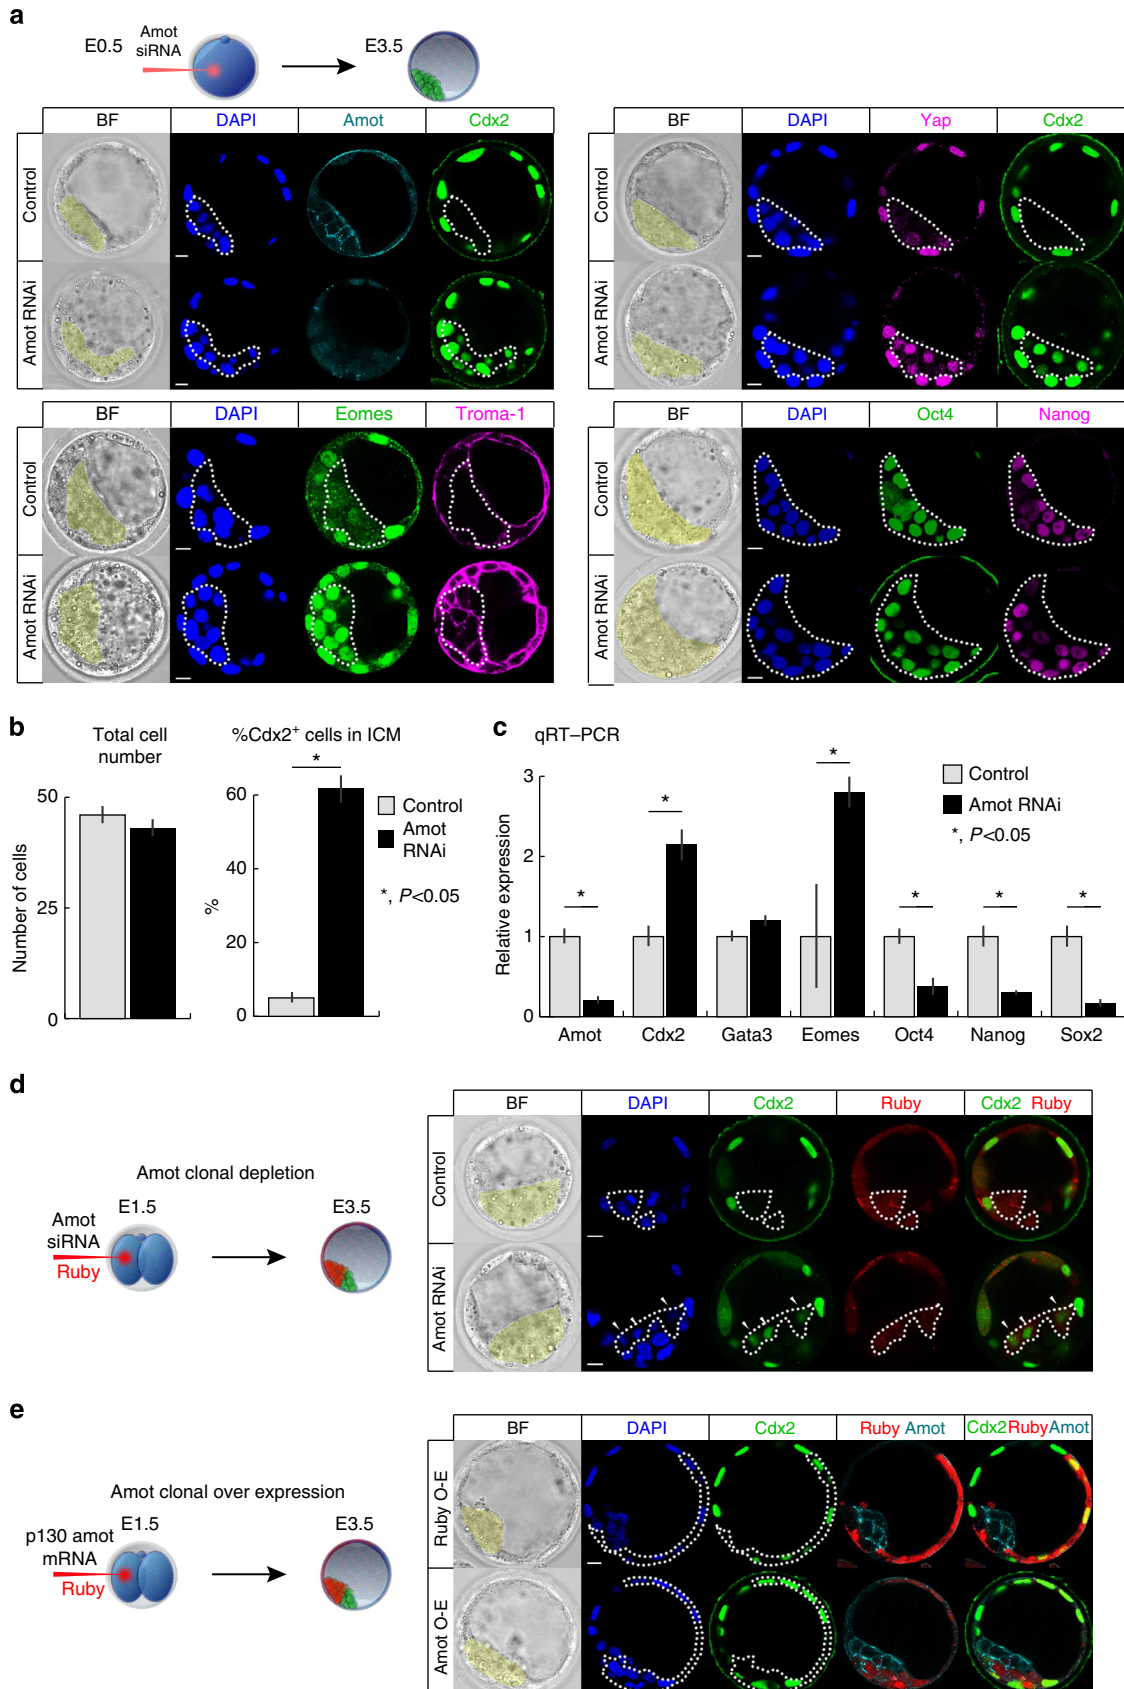 a
E0.5
Amot
siRNA
E3.5
BF DAPI Amot Cdx2
Control
Amot RNAi
BF DAPI Yap Cdx2
Control
Amot RNAi
BF DAPI Eomes Troma-1
Control
Amot RNAi
BF DAPI Oct4 Nanog
Control
Amot RNAi
b
Total cell
number
Number of cells
50
25
0
%Cdx2+ cells in ICM
%
60
40
20
0
*
Control
Amot
RNAi
*, P<0.05
c
qRT–PCR
Relative expression
3
2
1
0
* * * * * *
Control
Amot RNAi
*, P<0.05
Amot Cdx2 Gata3 Eomes Oct4 Nanog Sox2
d
Amot clonal depletion
E1.5
E3.5
Amot
siRNA
Ruby
BF DAPI Cdx2 Ruby Cdx2 Ruby
Control
Amot RNAi
e
Amot clonal over expression
E1.5
E3.5
p130 amot
mRNA
Ruby
BF DAPI Cdx2 Ruby Amot Cdx2RubyAmot
Ruby O-E
Amot O-E